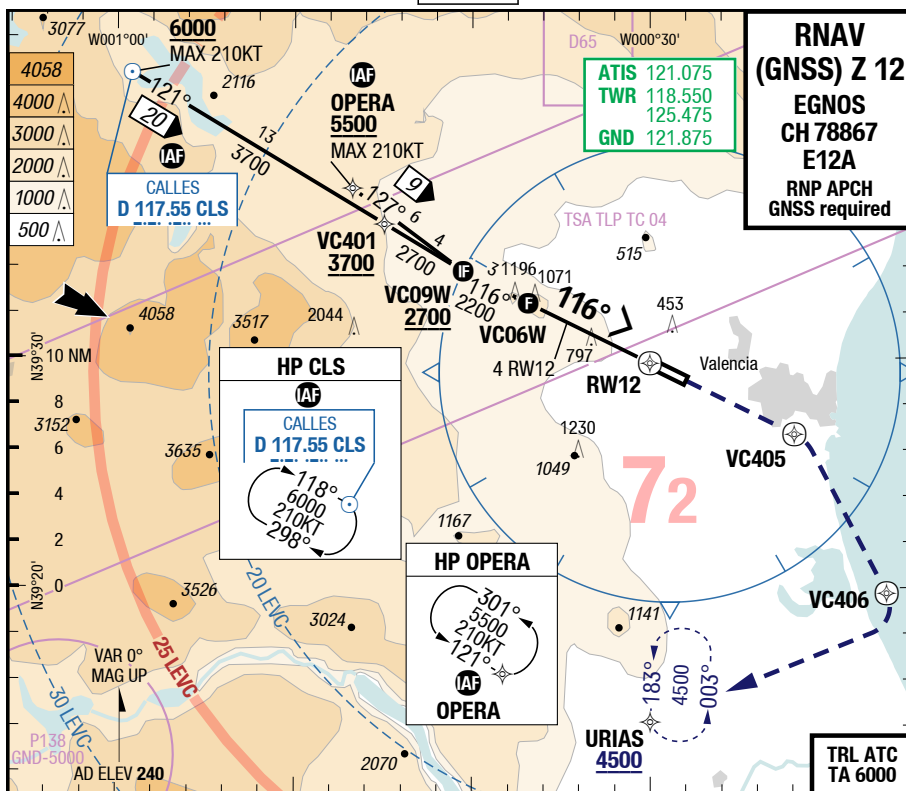 3077
W001°00'
6000
MAX 210KT
121°
20
IAF
CALLES
D 117.55 CLS
2116
13
3700
IAF
OPERA
5500
MAX 210KT
127°
9
6
4
2700
VC401
3700
D65
W000°30'
ATIS 121.075
TWR 118.550
125.475
GND 121.875
RNAV
(GNSS) Z 12
EGNOS
CH 78867
E12A
RNP APCH
GNSS required
4058
4000
3000
2000
1000
500
TSA TLP TC 04
515
IF
VC09W
2700
116°
2200
3
1196
1071
F
VC06W
116°
453
797
4 RW12
RW12
Valencia
4058
3517
2044
N39°30'
10 NM
8
6
4
2
0
N39°20'
3152
3635
HP CLS
IAF
CALLES
D 117.55 CLS
118°
6000
210KT
298°
1230
1049
72
VC405
1167
HP OPERA
301°
5500
210KT
121°
IAF
OPERA
3526
3024
20 LEVC
25 LEVC
30 LEVC
VAR 0°
MAG UP
1141
VC406
183°
4500
003°
URIAS
4500
P138
GND-5000
AD ELEV 240
2070
TRL ATC
TA 6000